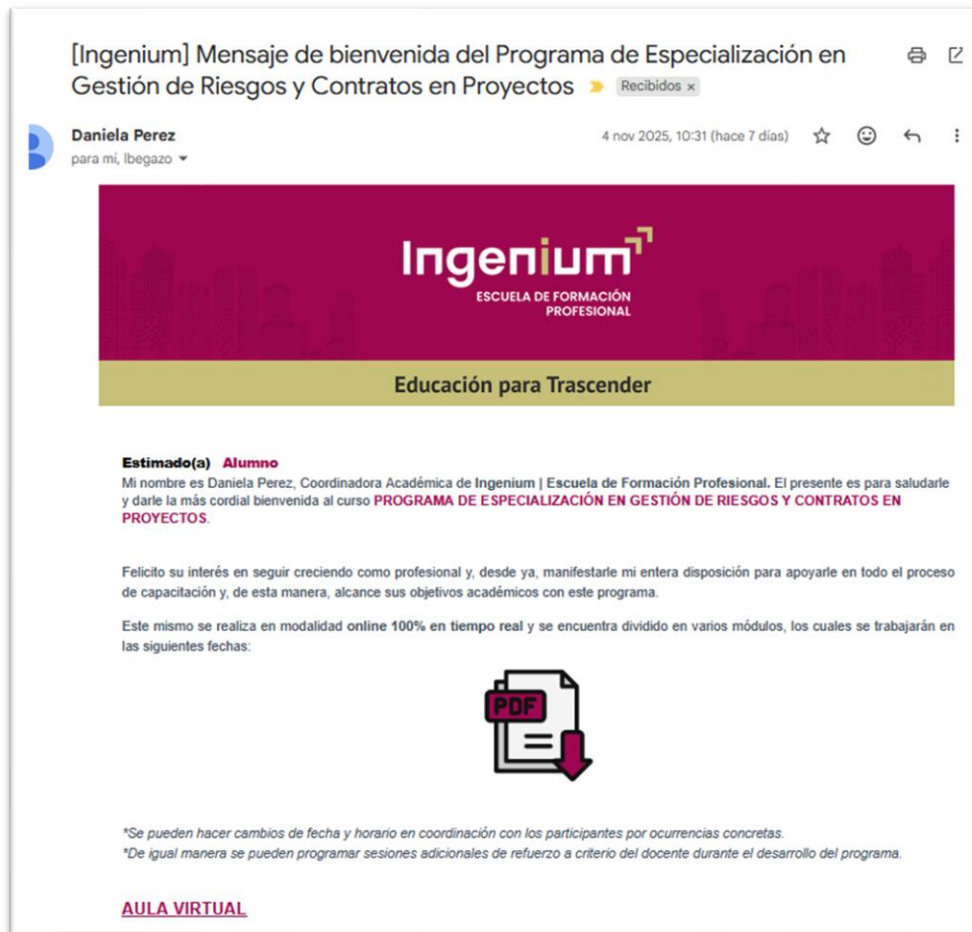 [Ingenium] Mensaje de bienvenida del Programa de Especialización en
Gestión de Riesgos y Contratos en Proyectos Recibidos x
Daniela Perez
4 nov 2025, 10:31 (hace 7 días)
para mí, lbegazo
Ingenium
ESCUELA DE FORMACIÓN
PROFESIONAL
Educación para Trascender
Estimado(a) Alumno
Mi nombre es Daniela Perez, Coordinadora Académica de Ingenium | Escuela de Formación Profesional. El presente es para saludarle
y darle la más cordial bienvenida al curso PROGRAMA DE ESPECIALIZACIÓN EN GESTIÓN DE RIESGOS Y CONTRATOS EN
PROYECTOS.
Felicito su interés en seguir creciendo como profesional y, desde ya, manifestarle mi entera disposición para apoyarle en todo el proceso
de capacitación y, de esta manera, alcance sus objetivos académicos con este programa.
Este mismo se realiza en modalidad online 100% en tiempo real y se encuentra dividido en varios módulos, los cuales se trabajarán en
las siguientes fechas:
PDF
*Se pueden hacer cambios de fecha y horario en coordinación con los participantes por ocurrencias concretas.
*De igual manera se pueden programar sesiones adicionales de refuerzo a criterio del docente durante el desarrollo del programa.
AULA VIRTUAL